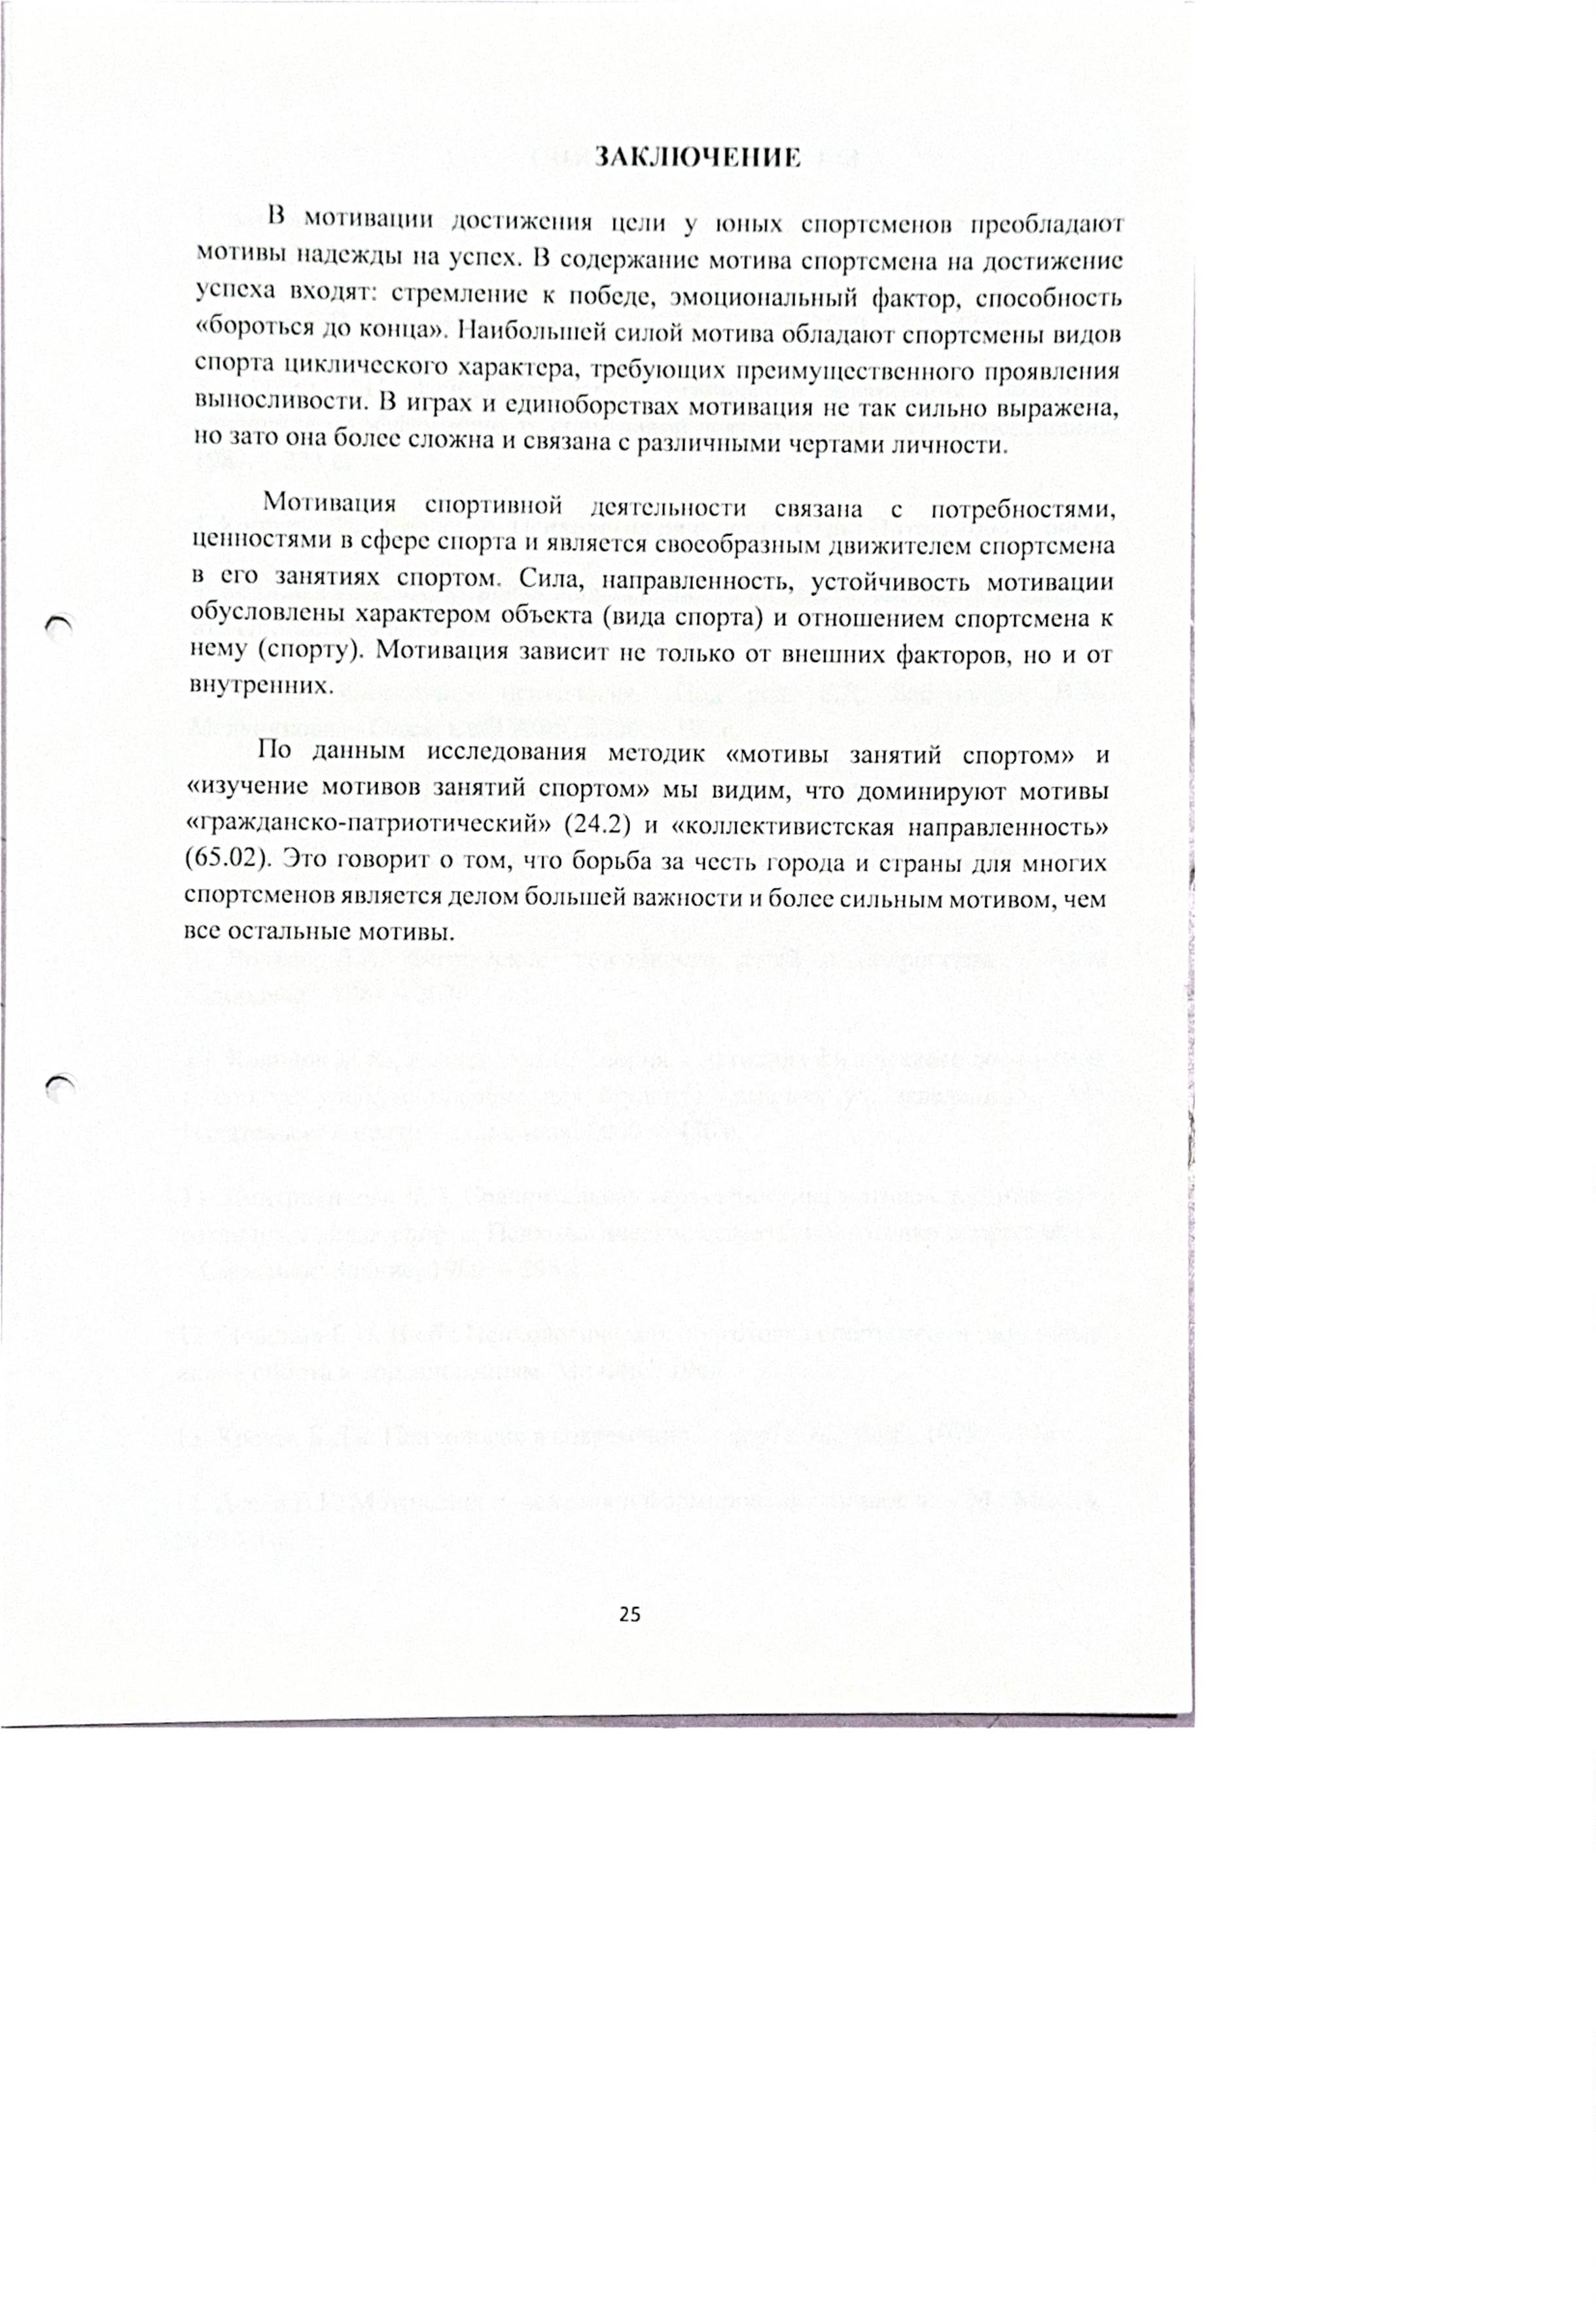 ЗАКЛЮЧЕНИЕ
В мотивации достижения цели у юных спортсменов преобладают
мотивы надежды на успех. В содержание мотива спортсмена на достижение
успеха входят: стремление к победе, эмоциональный фактор, способность
«бороться до конца». Наибольшей силой мотива обладают спортсмены видов
спорта циклического характера, требующих преимущественного проявления
выносливости. В играх и единоборствах мотивация не так сильно выражена,
но зато она более сложна и связана с различными чертами личности.
Мотивация спортивной деятельности связана с потребностями,
ценностями в сфере спорта и является своеобразным движителем спортсмена
в его занятиях спортом. Сила, направленность, устойчивость мотивации
обусловлены характером объекта (вида спорта) и отношением спортсмена к
нему (спорту). Мотивация зависит не только от внешних факторов, но и от
внутренних.
По данным исследования методик «мотивы занятий спортом» и
«изучение мотивов занятий спортом» мы видим, что доминируют мотивы
«гражданско-патриотический» (24.2) и «коллективистская направленность»
(65.02). Это говорит о том, что борьба за честь города и страны для многих
спортсменов является делом большей важности и более сильным мотивом, чем
все остальные мотивы.
25